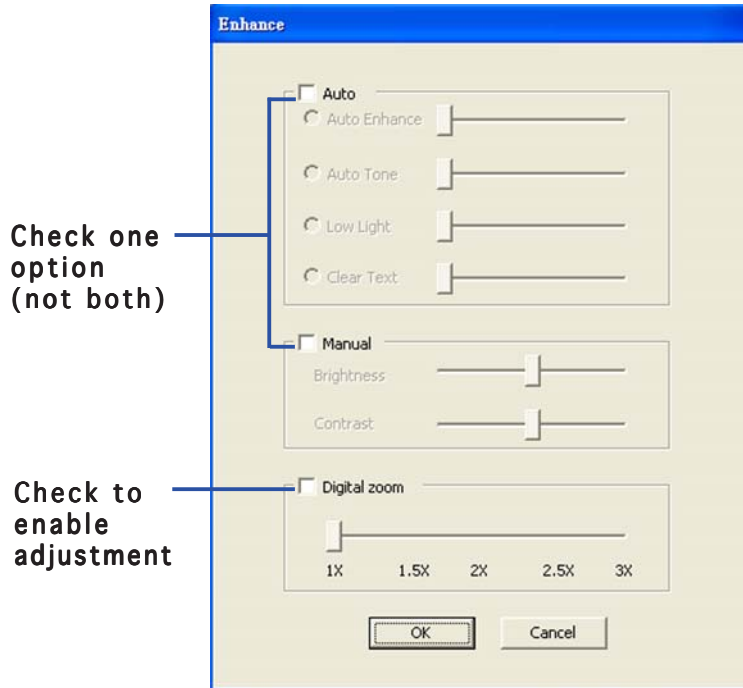 Enhance
Auto
Auto Enhance
Auto Tone
Low Light
Clear Text
Check one
option
(not both)
Manual
Brightness
Contrast
Check to
enable
adjustment
Digital zoom
1X 1.5X 2X 2.5X 3X
OK Cancel